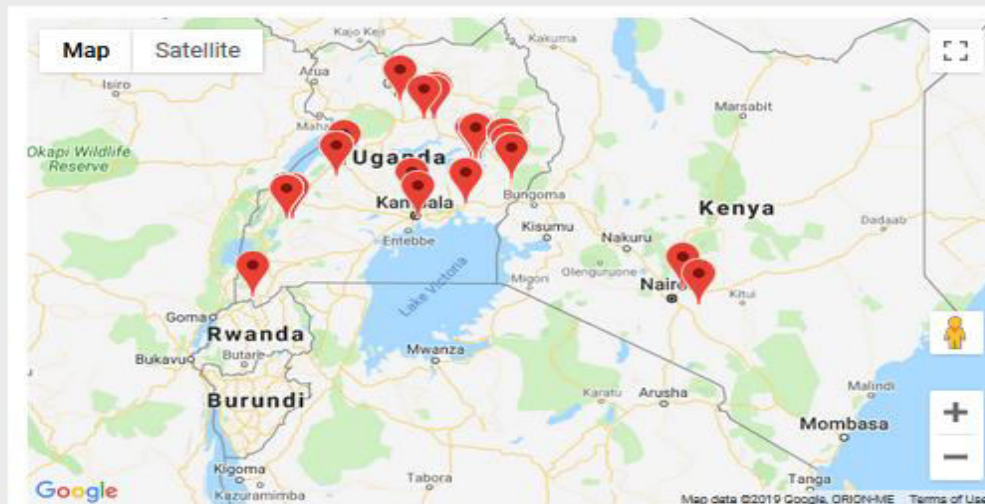 Map Satellite
Kajo Keji
Kakuma
Arua
Isiro
Marsabit
Okapi Wildlife
Reserve
Uganda
Bungoma
Kenya
Dadaab
Entebbe
Kisumu
Nakuru
Olenguruone
Migori
Kitui
Lake Victoria
Goma
Rwanda
Bukavu
Butare
Mwanza
Burundi
Karatu
Arusha
Malindi
Mombasa
Kigoma
Kazuramimba
Tabora
Tanga
Google
Map data ©2019 Google, ORION-ME Terms of Use